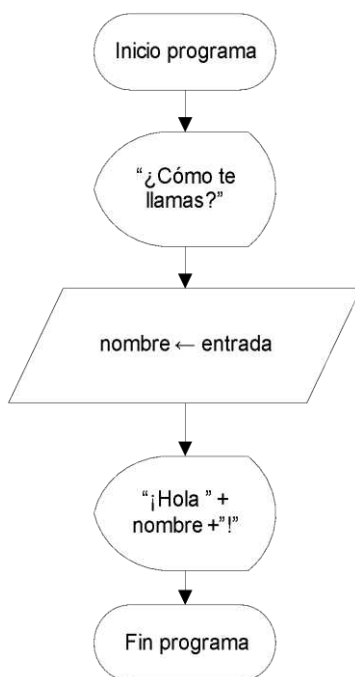 Inicio programa
“¿Cómo te
llamas?”
nombre ← entrada
“¡Hola ” +
nombre +”!”
Fin programa